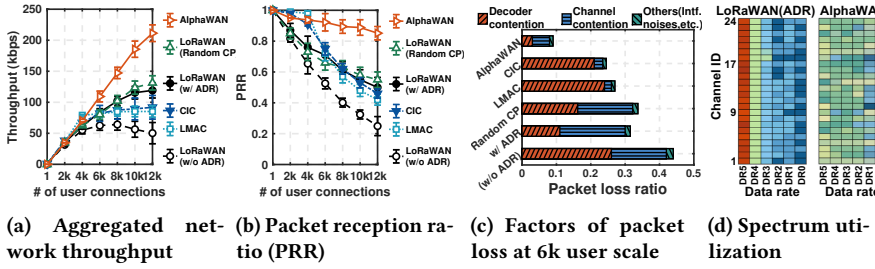 Throughput (kbps)
250
200
150
100
50
0
1 2k 4k 6k 8k 10k 12k
# of user connections
AlphaWAN
LoRaWAN
(Random CP)
LoRaWAN
(w/ ADR)
CIC
LMAC
LoRaWAN
(w/o ADR)
(a) Aggregated net-
work throughput
PRR
1
0.8
0.6
0.4
0.2
0
1 2k 4k 6k 8k 10k 12k
# of user connections
AlphaWAN
LoRaWAN
(Random CP)
LoRaWAN
(w/ ADR)
CIC
LMAC
LoRaWAN
(w/o ADR)
(b) Packet reception ra-
tio (PRR)
Decoder
contention
Channel
contention
Others(Intf.
noises,etc.)
AlphaWAN
CIC
LMAC
Random CP
w/ ADR
(w/o ADR)
0 0.1 0.2 0.3 0.4 0.5
Packet loss ratio
(c) Factors of packet
loss at 6k user scale
LoRaWAN(ADR)
AlphaWAN
Channel ID
24
17
9
1
DR5 DR4 DR3 DR2 DR1 DR0
Data rate
DR5 DR4 DR3 DR2 DR1 DR0
Data rate
(d) Spectrum uti-
lization